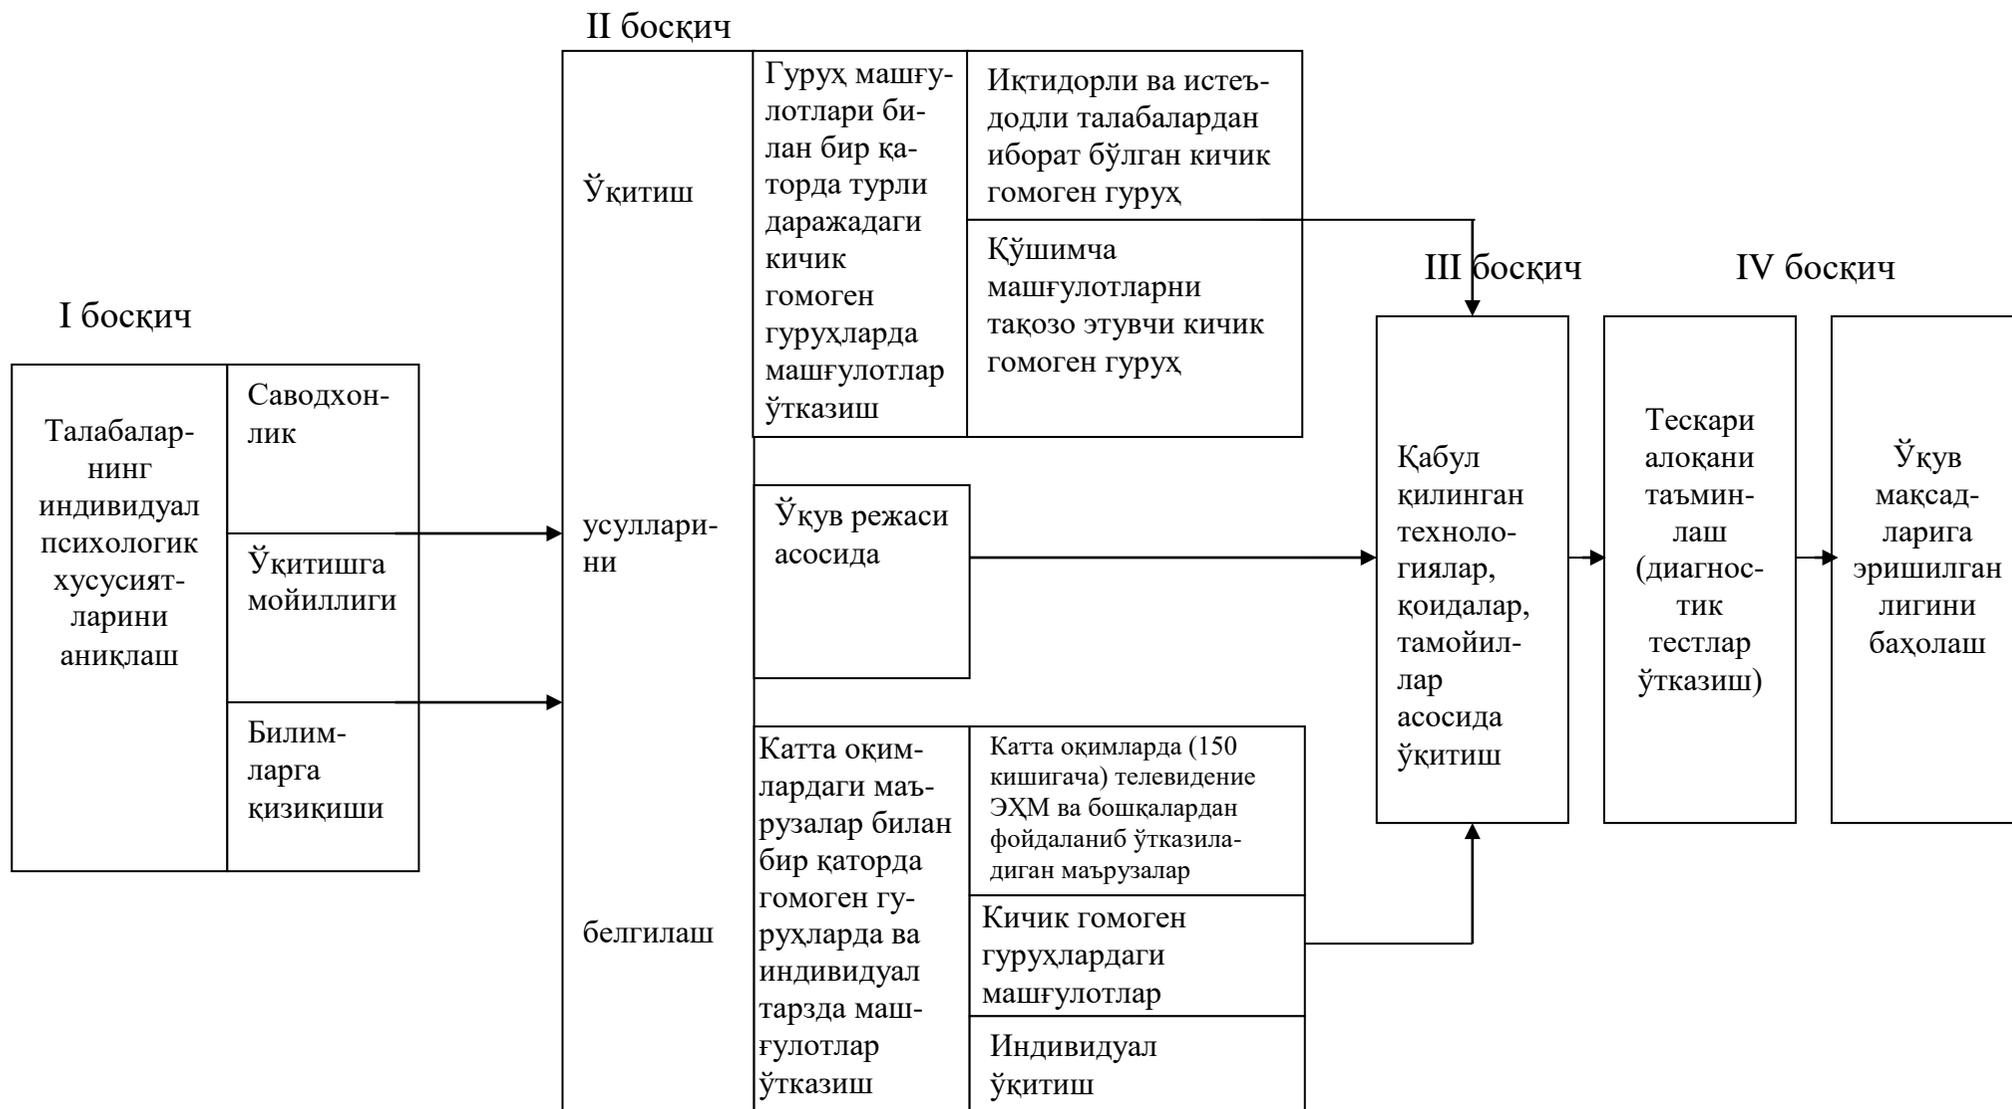 II босқич
I босқич
Талабалар-
нинг
индивидуал
психологик
хусусият-
ларини
аниқлаш
Саводхон-
лик
Ўқитишга
мойиллиги
Билим-
ларга
қизиқиши
Ўқитиш
усуллари-
ни
белгилаш
Гуруҳ машғу-
лотлари би-
лан бир қа-
торда турли
даражадаги
кичик
гомоген
гуруҳларда
машғулотлар
ўтказиш
Иқтидорли ва истеъ-
додли талабалардан
иборат бўлган кичик
гомоген гуруҳ
Қўшимча
машғулотларни
тақозо этувчи кичик
гомоген гуруҳ
Ўқув режаси
асосида
Катта оқим-
лардаги маъ-
рузалар билан
бир қаторда
гомоген гу-
руҳларда ва
индивидуал
тарзда маш-
ғулотлар
ўтказиш
Катта оқимларда (150
кишигача) телевидение
ЭҲМ ва бошқалардан
фойдаланиб ўтказила-
диган маърузалар
Кичик гомоген
гуруҳлардаги
машғулотлар
Индивидуал
ўқитиш
III босқич
Қабул
қилинган
техноло-
гиялар,
қоидалар,
тамойил-
лар
асосида
ўқитиш
IV босқич
Тескари
алоқани
таъмин-
лаш
(диагнос-
тик
тестлар
ўтказиш)
Ўқув
мақсад-
ларига
эришилган
лигини
баҳолаш